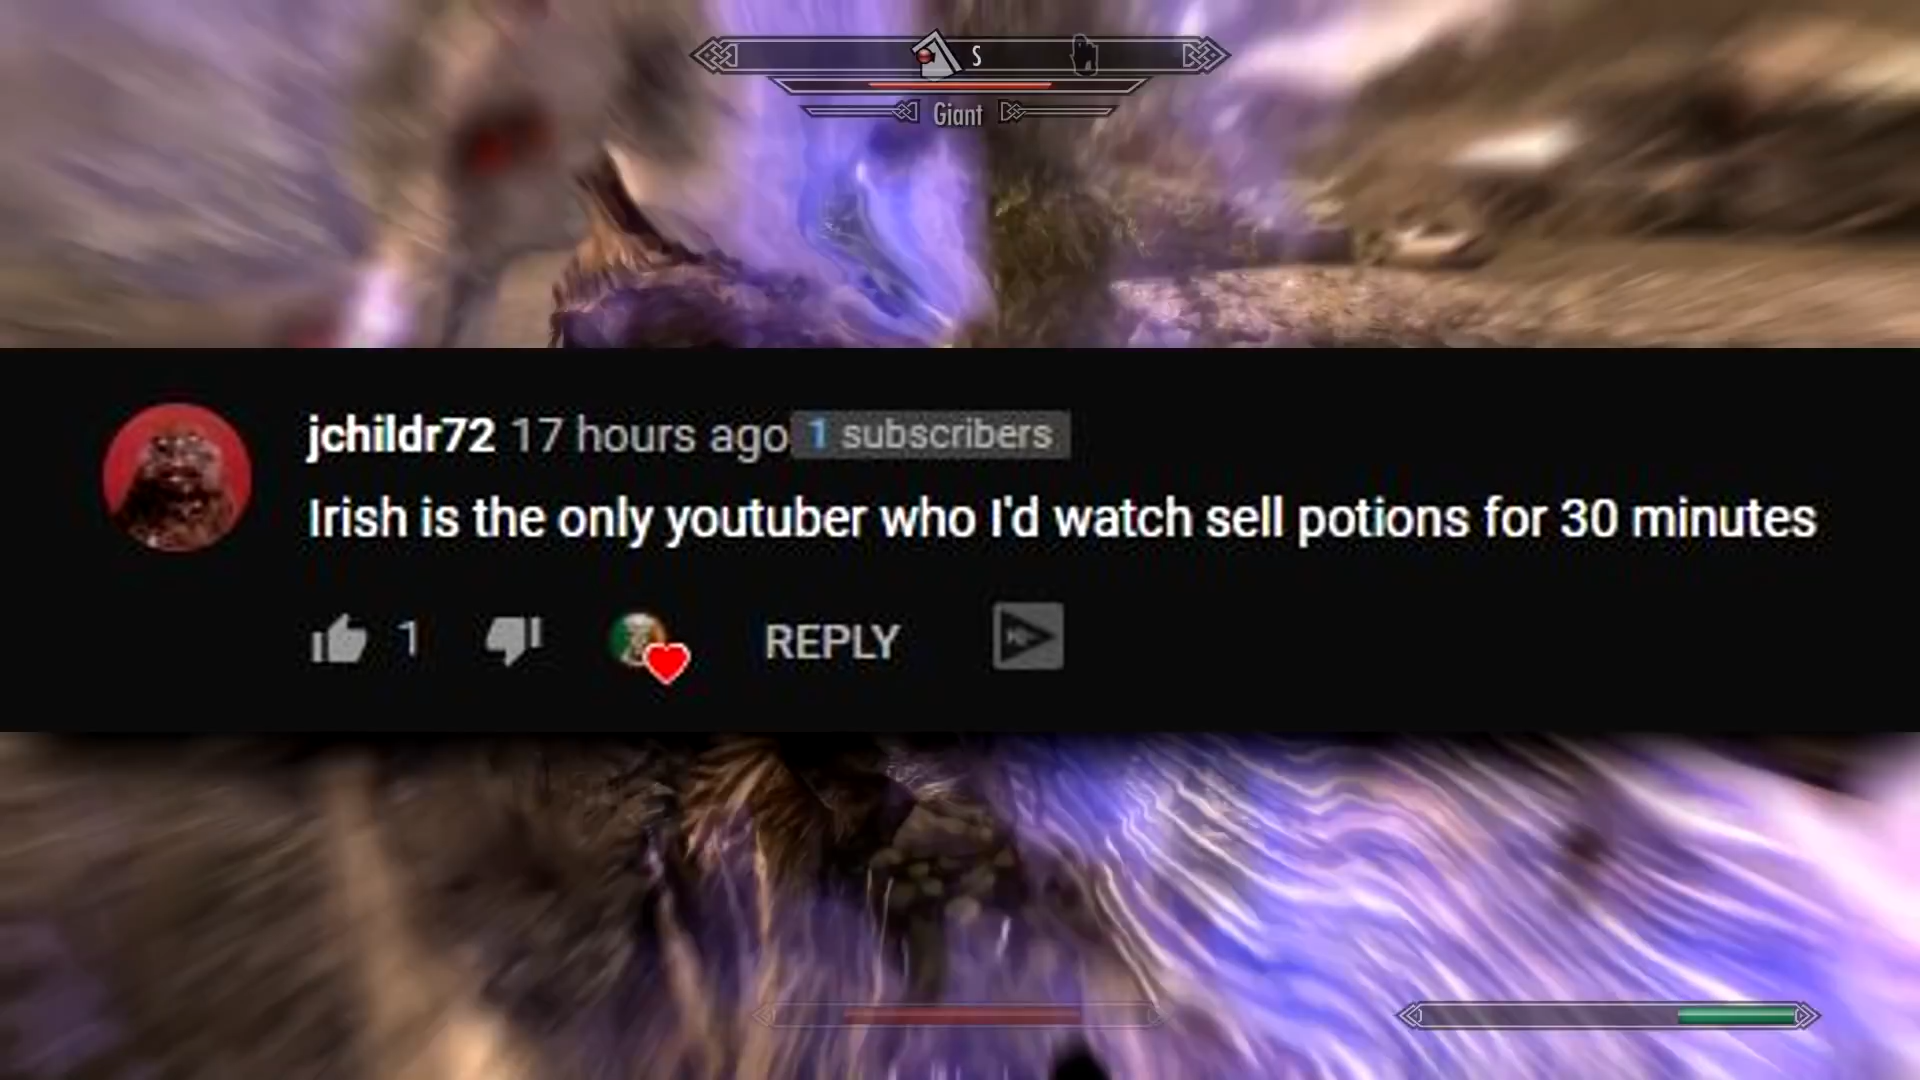 S
Giant
jchildr72 17 hours ago 1 subscribers
Irish is the only youtuber who I'd watch sell potions for 30 minutes
1 REPLY